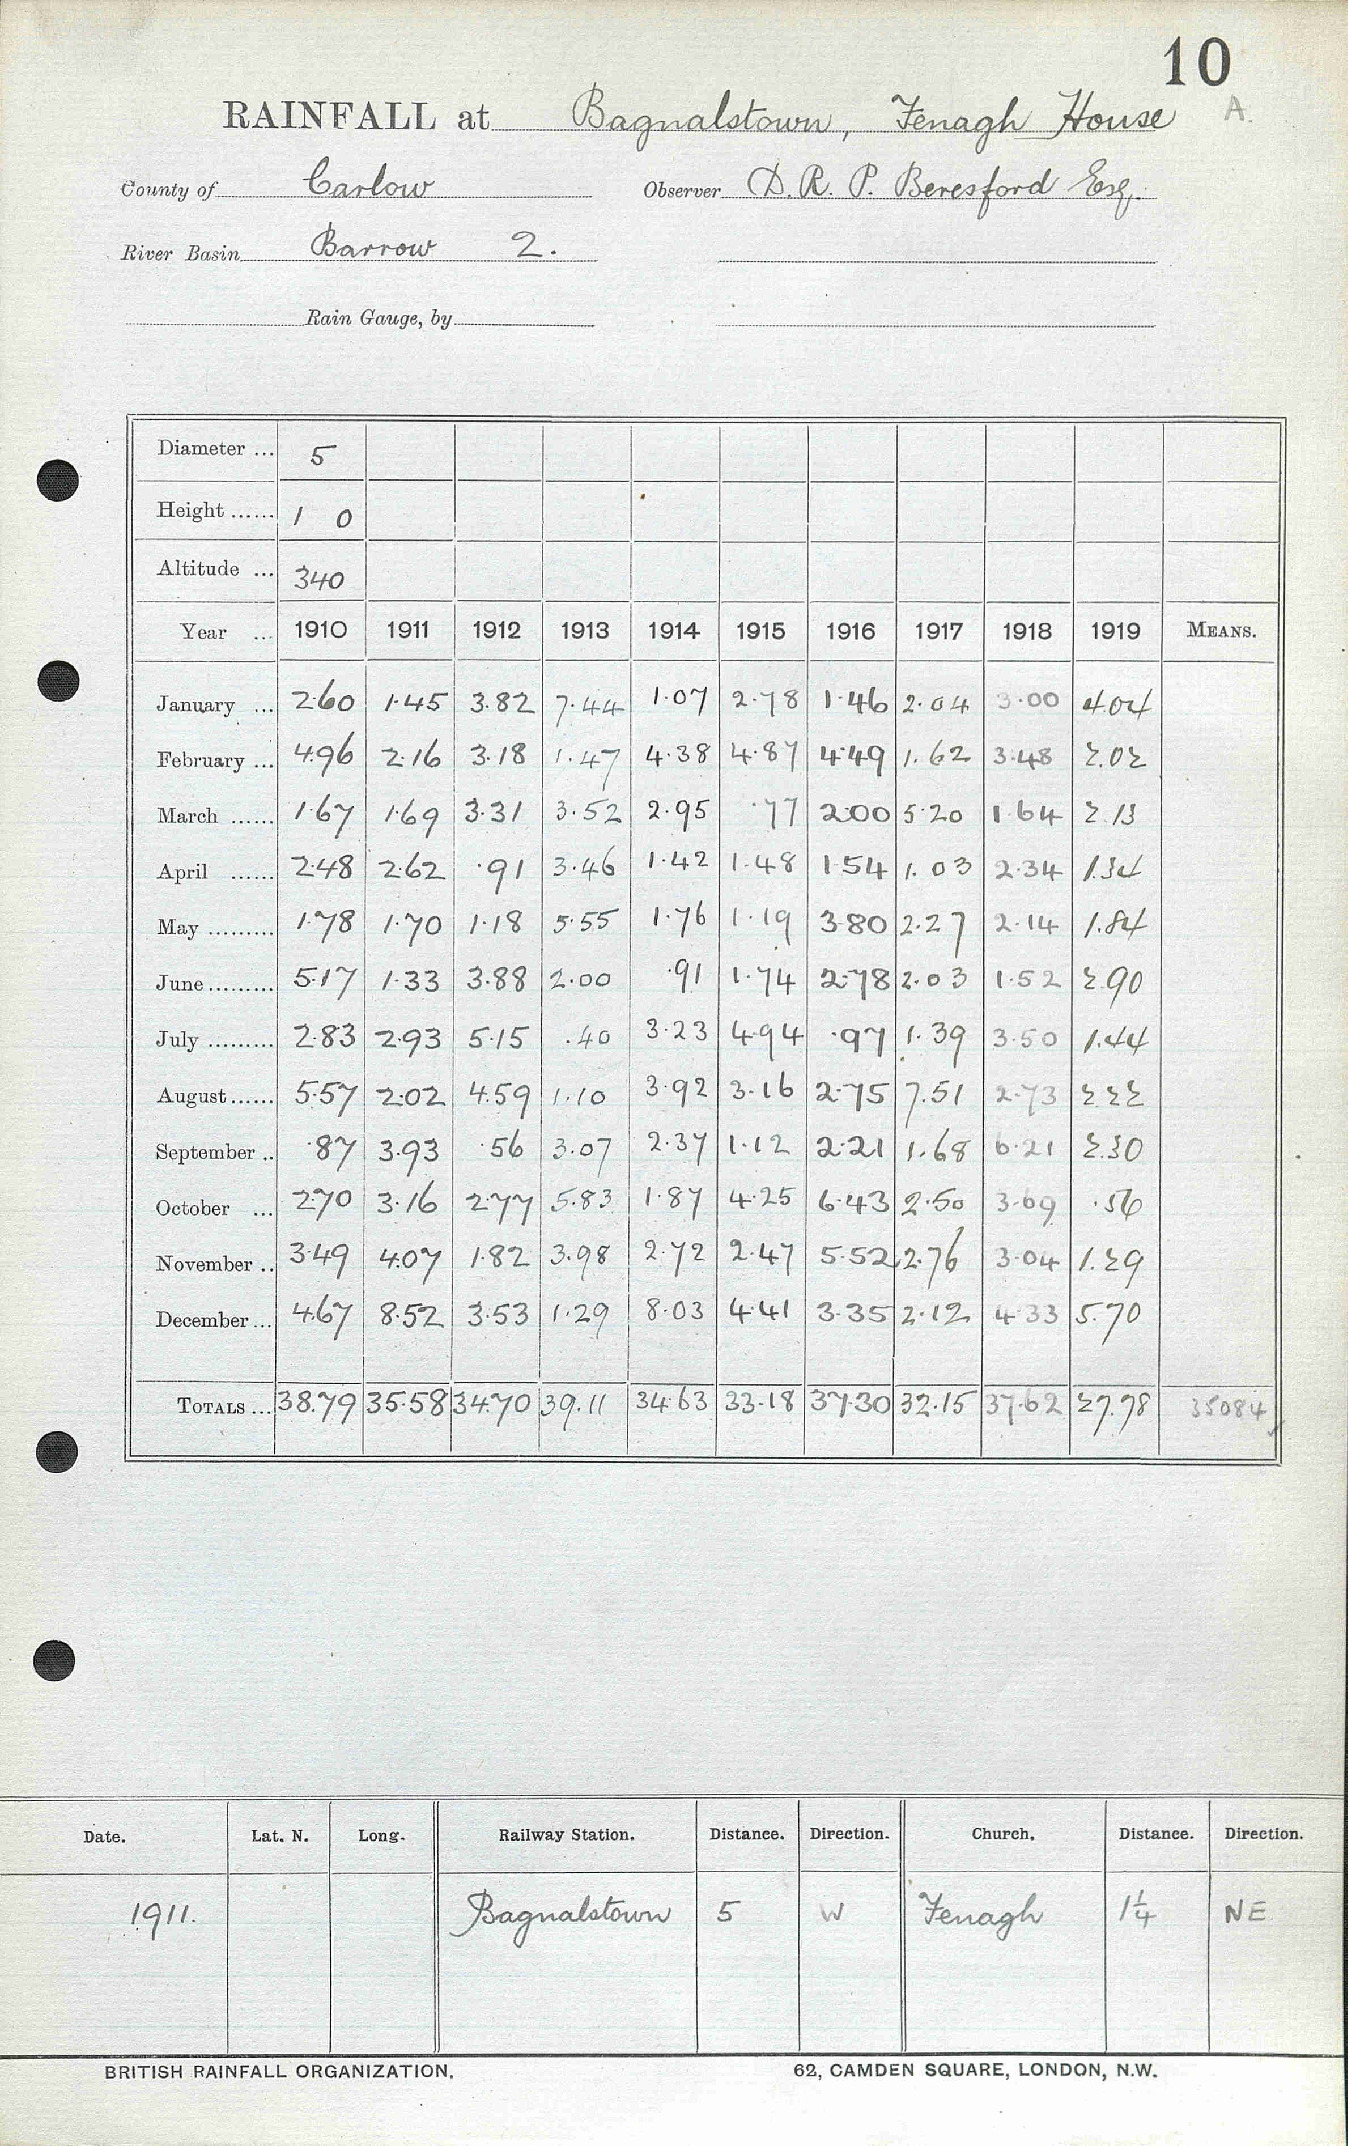 10
RAINFALL at Bagnalstown, Fenagh House A.
County of Carlow Observer D. R. P. Beresford Esq.
River Basin Barrow 2.
Rain Gauge, by
Diameter ... 5
Height ...... 1 0
Altitude ... 340
Year ... 1910 1911 1912 1913 1914 1915 1916 1917 1918 1919 MEANS.
January ... 2.60 1.45 3.82 7.44 1.07 2.78 1.46 2.04 3.00 4.04
February ... 4.96 2.16 3.18 1.47 4.38 4.87 4.49 1.62 3.48 2.02
March ...... 1.67 1.69 3.31 3.52 2.95 .77 2.00 5.20 1.64 2.13
April ...... 2.48 2.62 .91 3.46 1.42 1.48 1.54 1.03 2.34 1.34
May ......... 1.78 1.70 1.18 5.55 1.76 1.19 3.80 2.27 2.14 1.84
June ......... 5.17 1.33 3.88 2.00 .91 1.74 2.78 2.03 1.52 2.90
July ......... 2.83 2.93 5.15 .40 3.23 4.94 .97 1.39 3.50 1.44
August ...... 5.57 2.02 4.59 1.10 3.92 3.16 2.75 7.51 2.73 2.22
September .. .87 3.93 .56 3.07 2.37 1.12 2.21 1.68 6.21 2.30
October ... 2.70 3.16 2.77 5.83 1.87 4.25 6.43 2.50 3.69 .56
November .. 3.49 4.07 1.82 3.98 2.72 2.47 5.52 2.76 3.04 1.29
December ... 4.67 8.52 3.53 1.29 8.03 4.41 3.35 2.12 4.33 5.70
TOTALS ... 38.79 35.58 34.70 39.11 34.63 33.18 37.30 32.15 37.62 27.78 35084
Date. Lat. N. Long. Railway Station. Distance. Direction. Church. Distance. Direction.
1911. Bagnalstown 5 W Fenagh 1¼ NE
BRITISH RAINFALL ORGANIZATION. 62, CAMDEN SQUARE, LONDON, N.W.